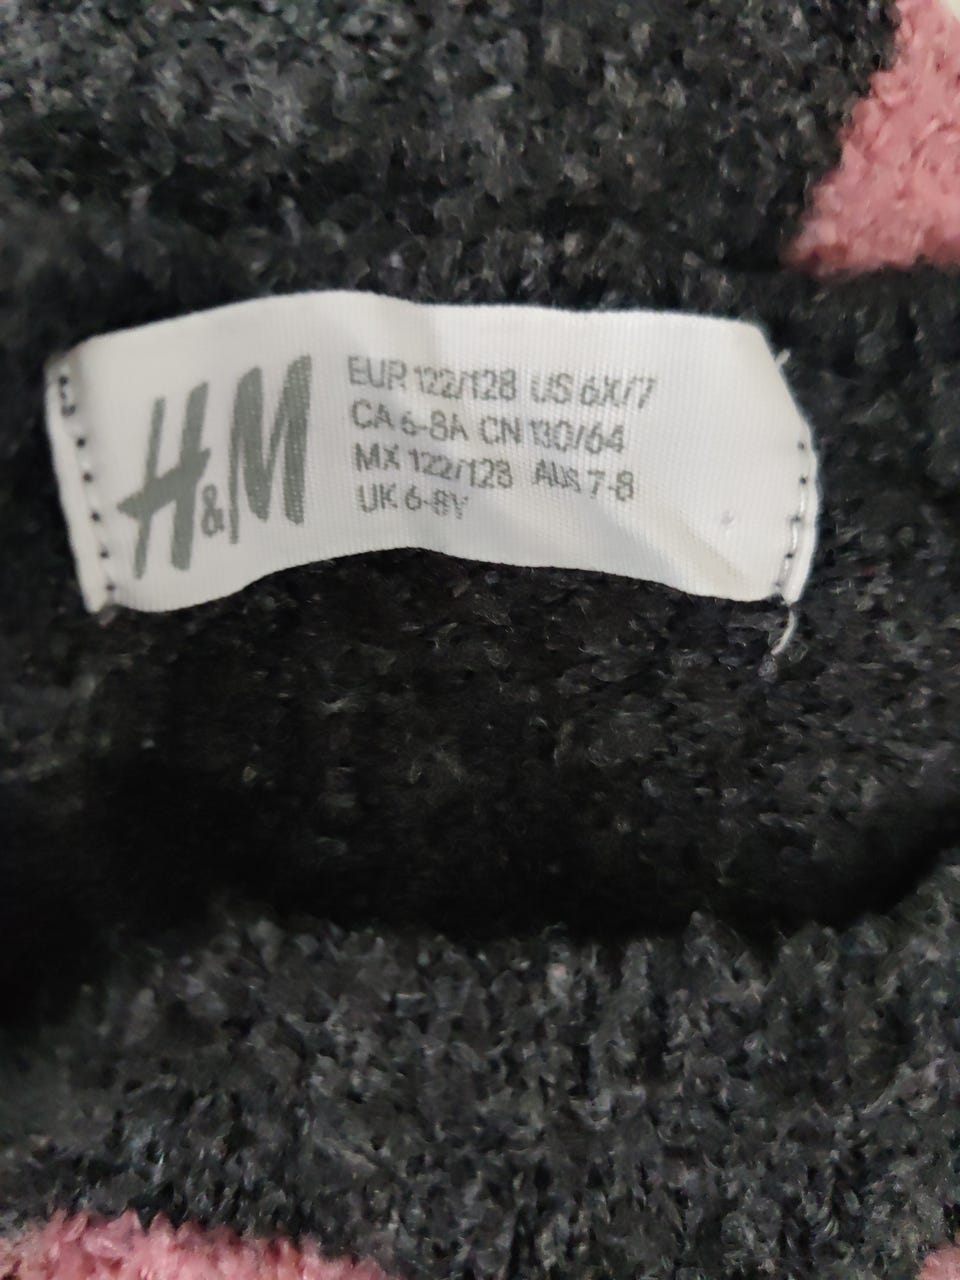 H&M
EUR 122/128 US 6X/7
CA 6-8A CN 130/64
MX 122/128 AUS 7-8
UK 6-8Y